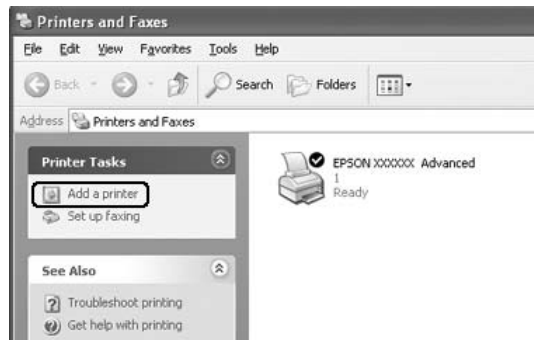 Printers and Faxes
File Edit View Favorites Tools Help
Back Search Folders
Address Printers and Faxes
Printer Tasks
Add a printer
Set up faxing
See Also
Troubleshoot printing
Get help with printing
EPSON XXXXXX Advanced
1
Ready